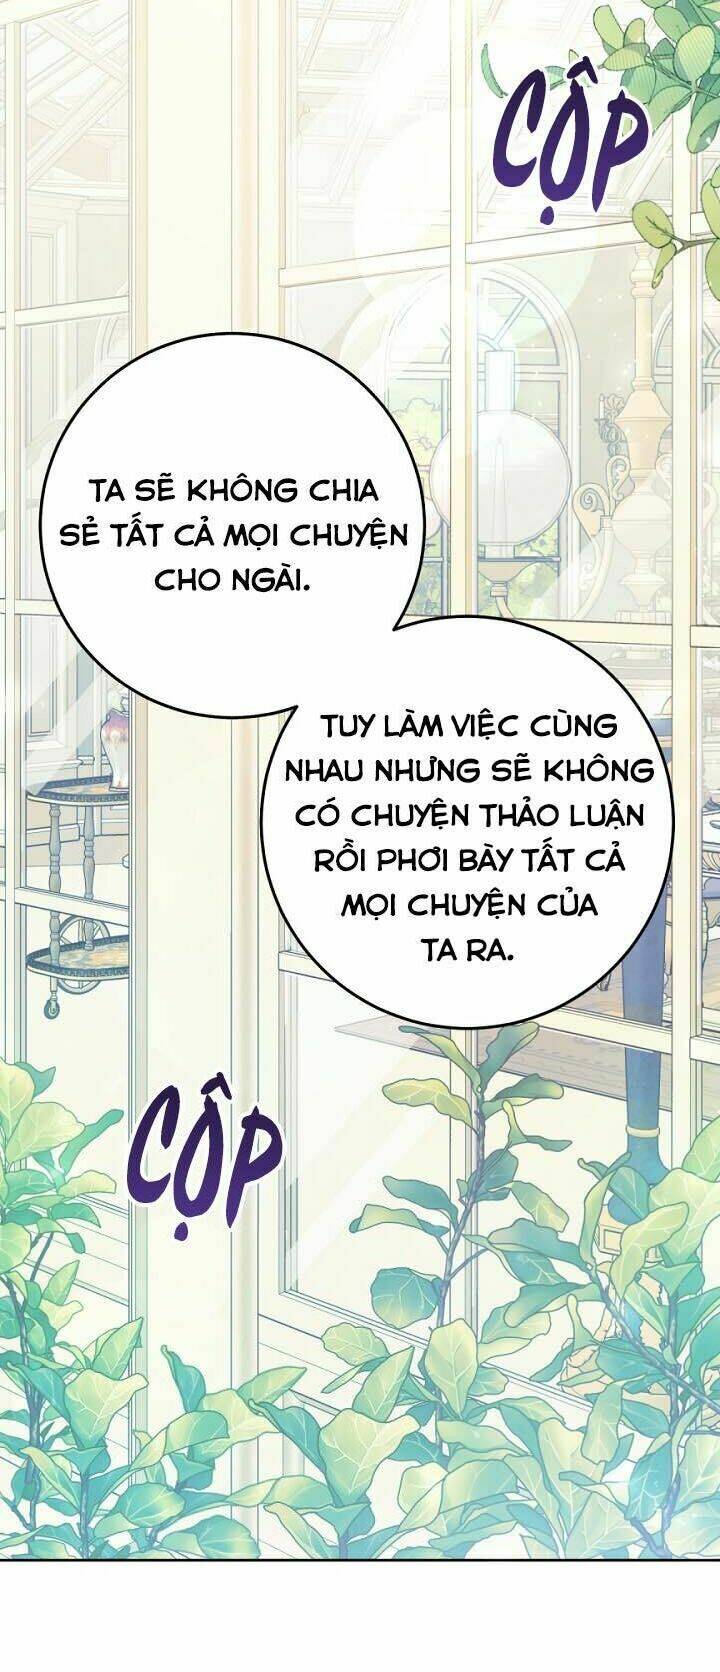 CỘP
TA SẼ KHÔNG CHIA
SẺ TẤT CẢ MỌI CHUYỆN
CHO NGÀI.
TUY LÀM VIỆC CÙNG
NHAU NHƯNG SẼ KHÔNG
CÓ CHUYỆN THẢO LUẬN
RỒI PHƠI BÀY TẤT CẢ
MỌI CHUYỆN CỦA
TA RA.
CỘP